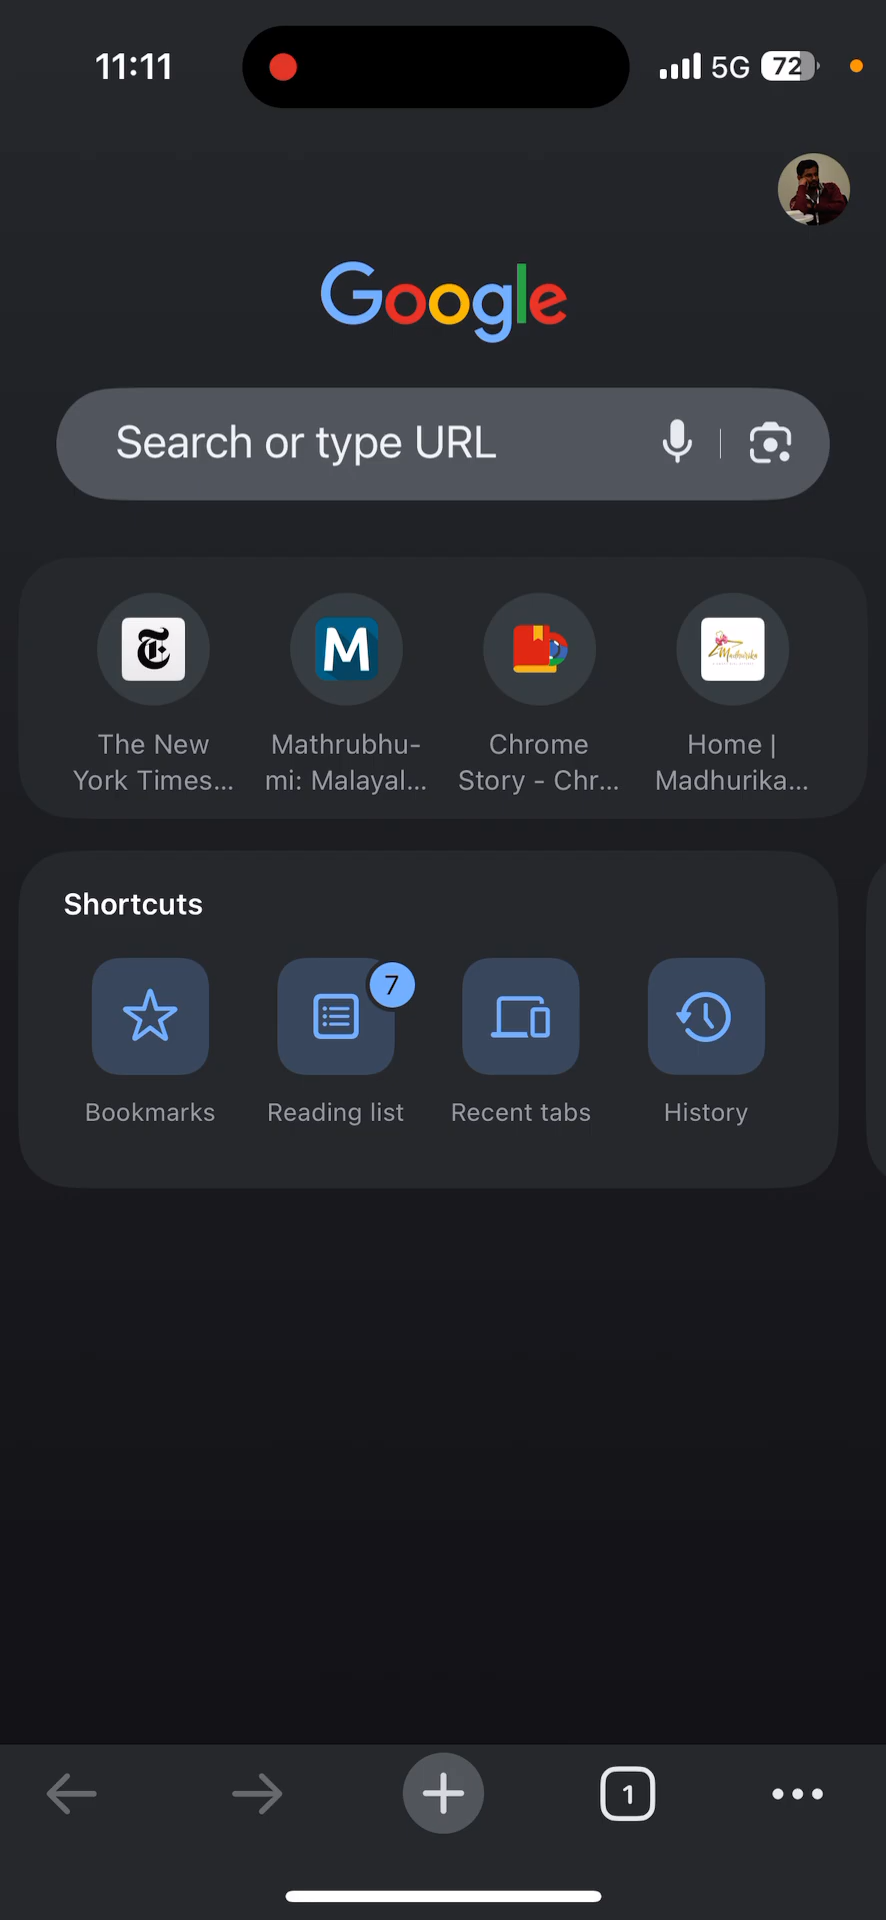 11:11 5G 72
Google
Search or type URL
The New
York Times...
Mathrubhu-
mi: Malayal...
Chrome
Story - Chr...
Home |
Madhurika...
Shortcuts
7
Bookmarks
Reading list
Recent tabs
History
1